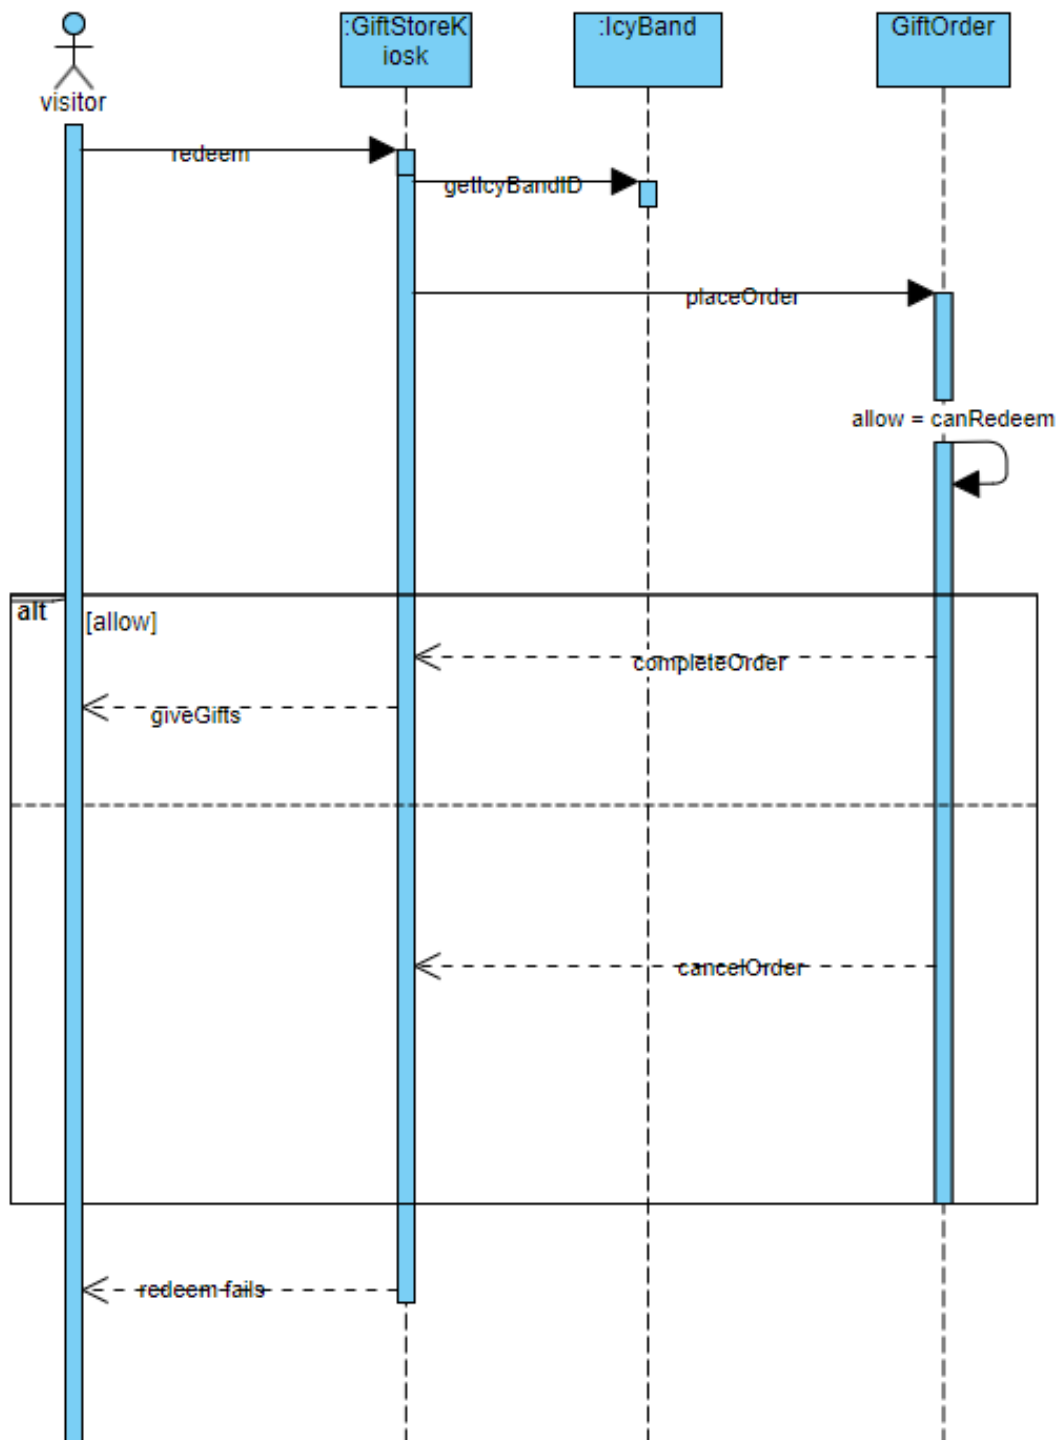 :GiftStoreK
iosk
:IcyBand
GiftOrder
visitor
redeem
getIcyBandID
placeOrder
allow = canRedeem
alt
[allow]
completeOrder
giveGifts
cancelOrder
redeem fails